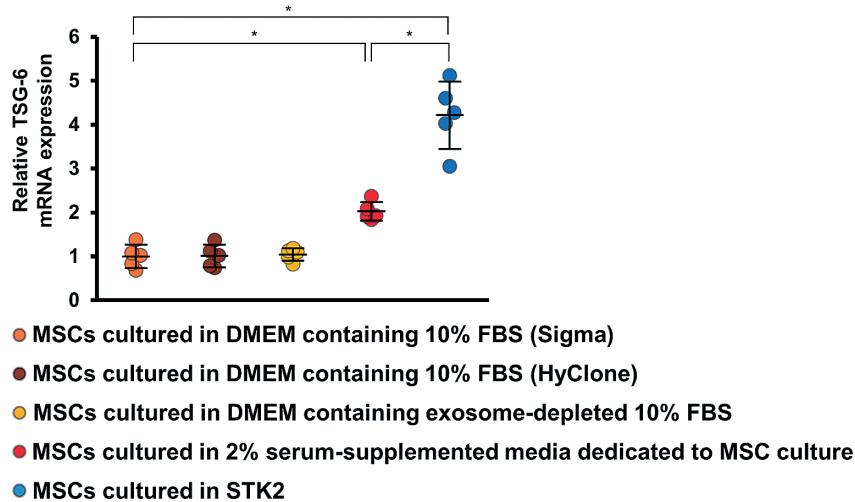 *
*
*
Relative TSG-6
mRNA expression
6
5
4
3
2
1
0
MSCs cultured in DMEM containing 10% FBS (Sigma)
MSCs cultured in DMEM containing 10% FBS (HyClone)
MSCs cultured in DMEM containing exosome-depleted 10% FBS
MSCs cultured in 2% serum-supplemented media dedicated to MSC culture
MSCs cultured in STK2